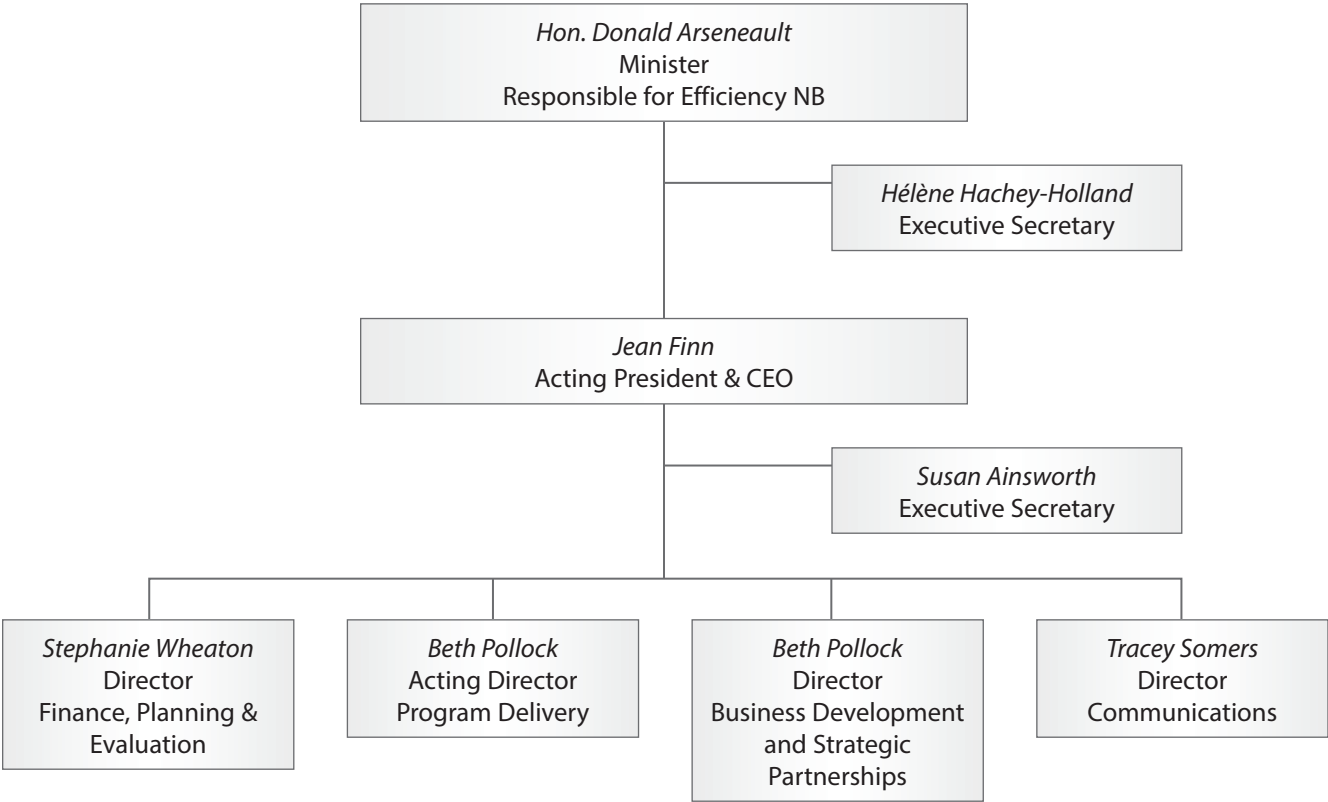 Hon. Donald Arseneault
Minister
Responsible for Efficiency NB
Hélène Hachey-Holland
Executive Secretary
Jean Finn
Acting President & CEO
Susan Ainsworth
Executive Secretary
Stephanie Wheaton
Director
Finance, Planning &
Evaluation
Beth Pollock
Acting Director
Program Delivery
Beth Pollock
Director
Business Development
and Strategic
Partnerships
Tracey Somers
Director
Communications